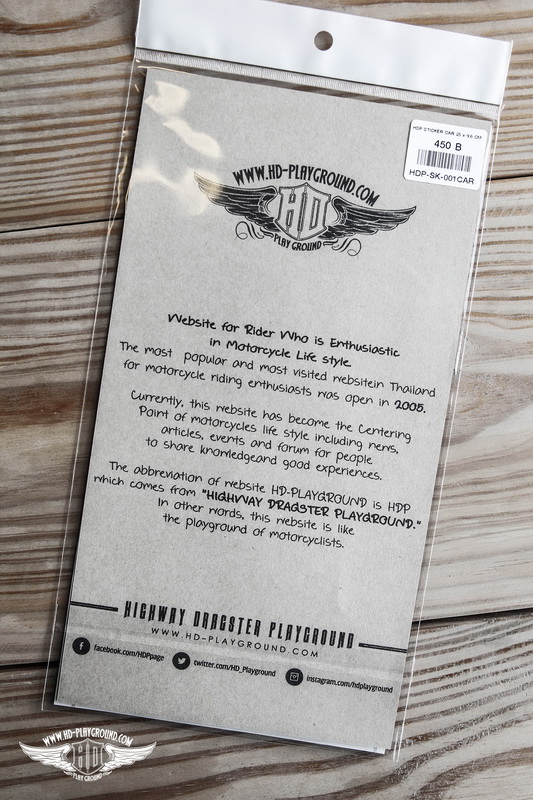 HDP STICKER CAR 25 x 9.6 CM
450 B
HDP-SK-001CAR
WWW.HD-PLAYGROUND.COM
HD
PLAY GROUND
Website for Rider Who is Enthusiastic
in Motorcycle Life style
The most popular and most visited websitein Thailand
for motorcycle riding enthusiasts was open in 2005.
Currently, this website has become the Centering
Point of motorcycles life style including news,
articles, events and forum for people
to share knowledgeand good experiences.
The abbreviation of website HD-PLAYGROUND is HDP
which comes from "HIGHWAY DRAGSTER PLAYGROUND."
In other words, this website is like
the playground of motorcyclists.
HIGHWAY DRAGSTER PLAYGROUND
WWW.HD-PLAYGROUND.COM
facebook.com/HDPpage
twitter.com/HD_Playground
instagram.com/hdplayground
WWW.HD-PLAYGROUND.COM
HD
PLAY GROUND